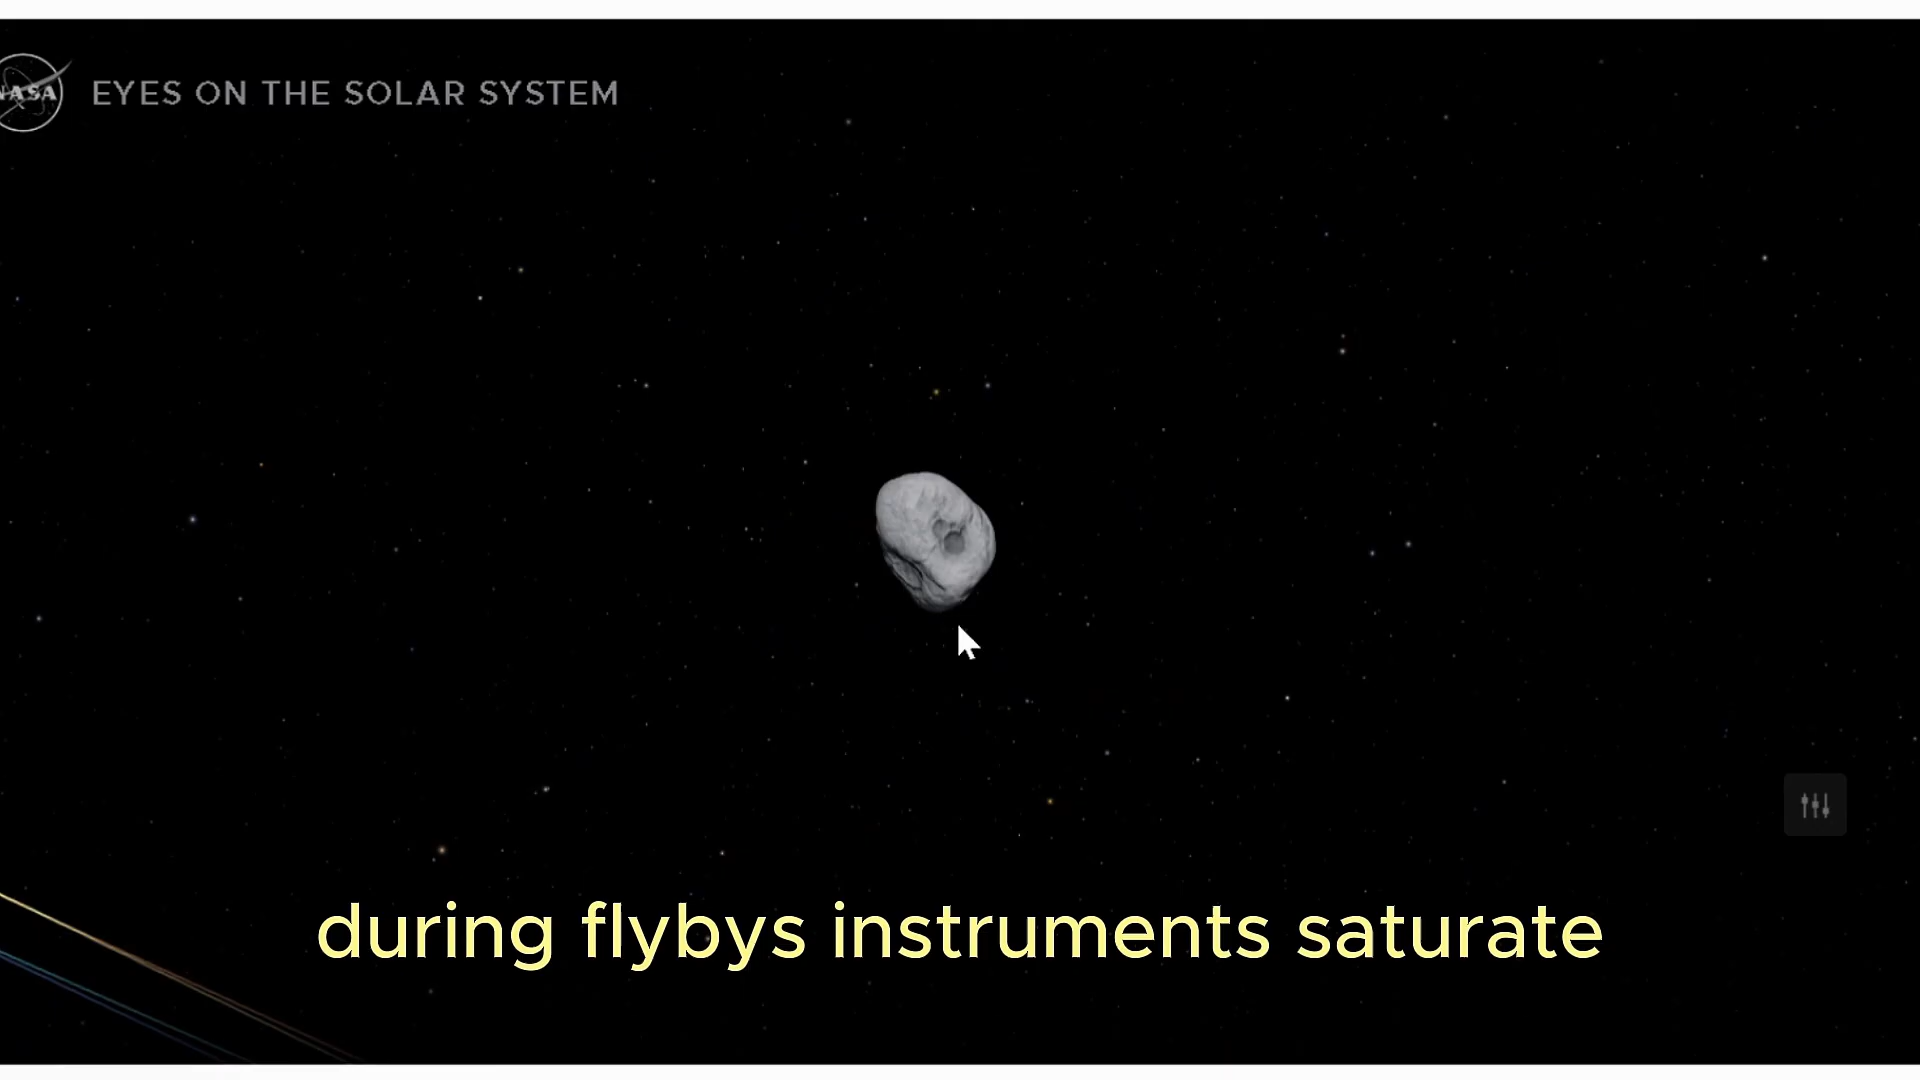 NASA
EYES ON THE SOLAR SYSTEM
during flybys instruments saturate